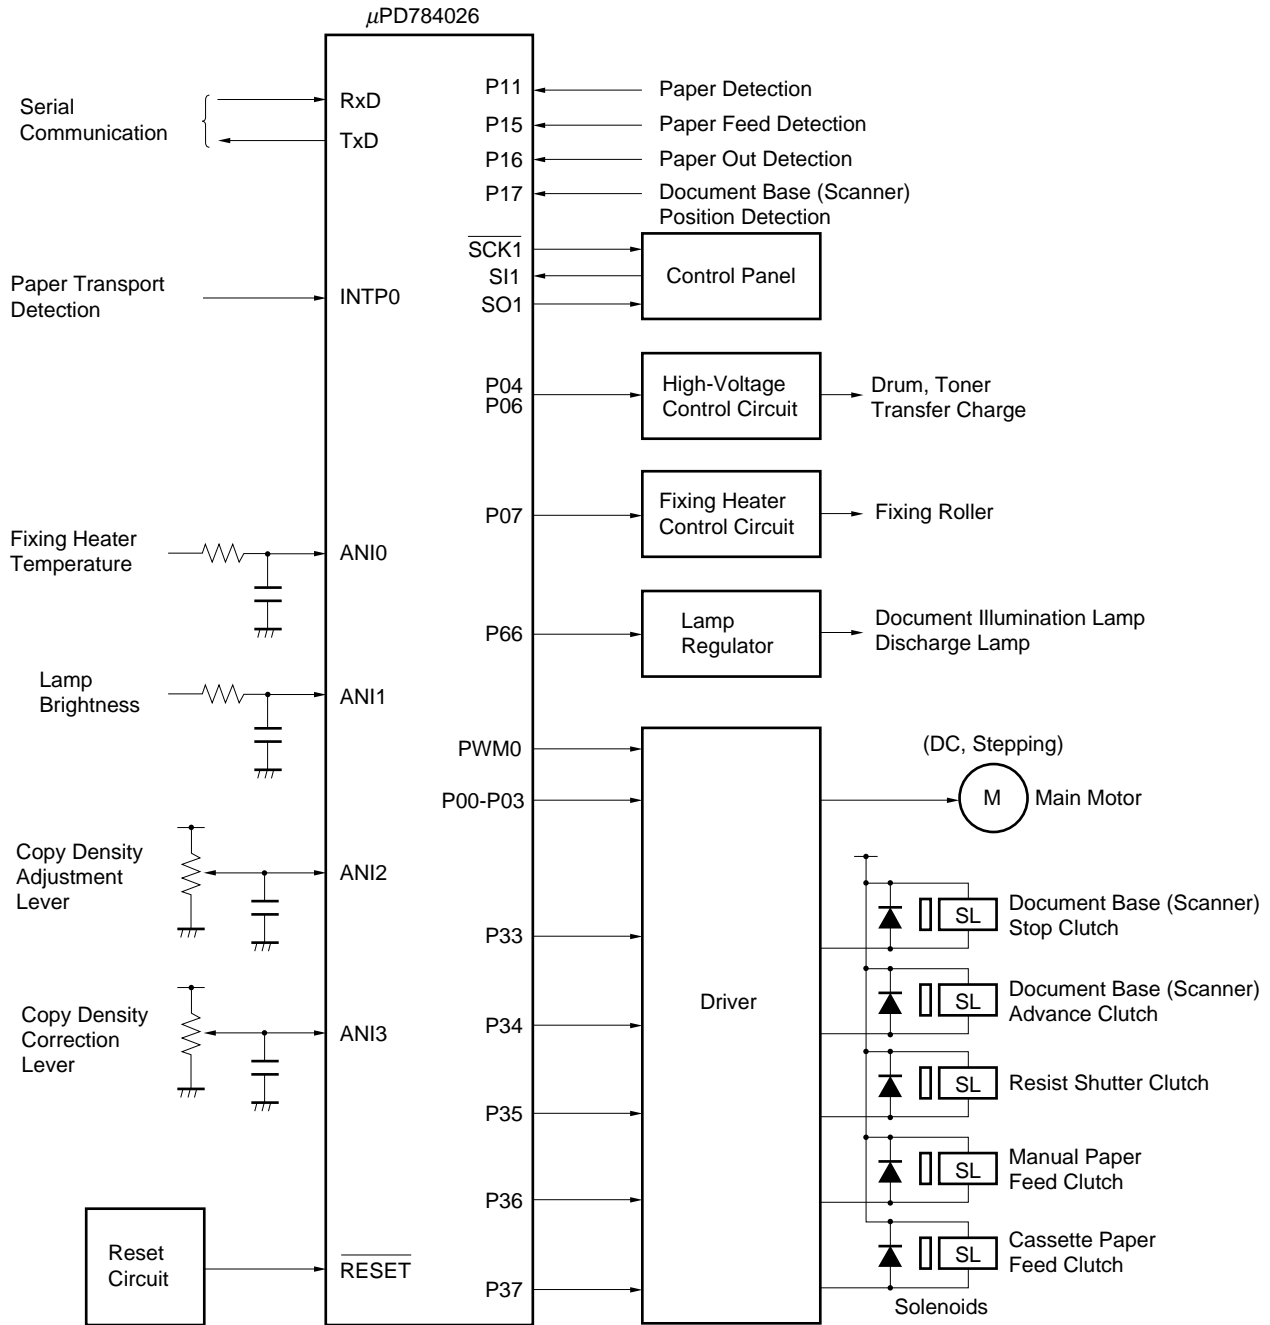 μPD784026
Serial
Communication
RxD
TxD
Paper Transport
Detection
INTP0
Fixing Heater
Temperature
ANI0
Lamp
Brightness
ANI1
Copy Density
Adjustment
Lever
ANI2
Copy Density
Correction
Lever
ANI3
Reset
Circuit
RESET
P11
Paper Detection
P15
Paper Feed Detection
P16
Paper Out Detection
P17
Document Base (Scanner)
Position Detection
SCK1
SI1
SO1
Control Panel
P04
P06
High-Voltage
Control Circuit
Drum, Toner
Transfer Charge
P07
Fixing Heater
Control Circuit
Fixing Roller
P66
Lamp
Regulator
Document Illumination Lamp
Discharge Lamp
PWM0
P00-P03
P33
P34
P35
P36
P37
Driver
(DC, Stepping)
M
Main Motor
SL
Document Base (Scanner)
Stop Clutch
SL
Document Base (Scanner)
Advance Clutch
SL
Resist Shutter Clutch
SL
Manual Paper
Feed Clutch
SL
Cassette Paper
Feed Clutch
Solenoids